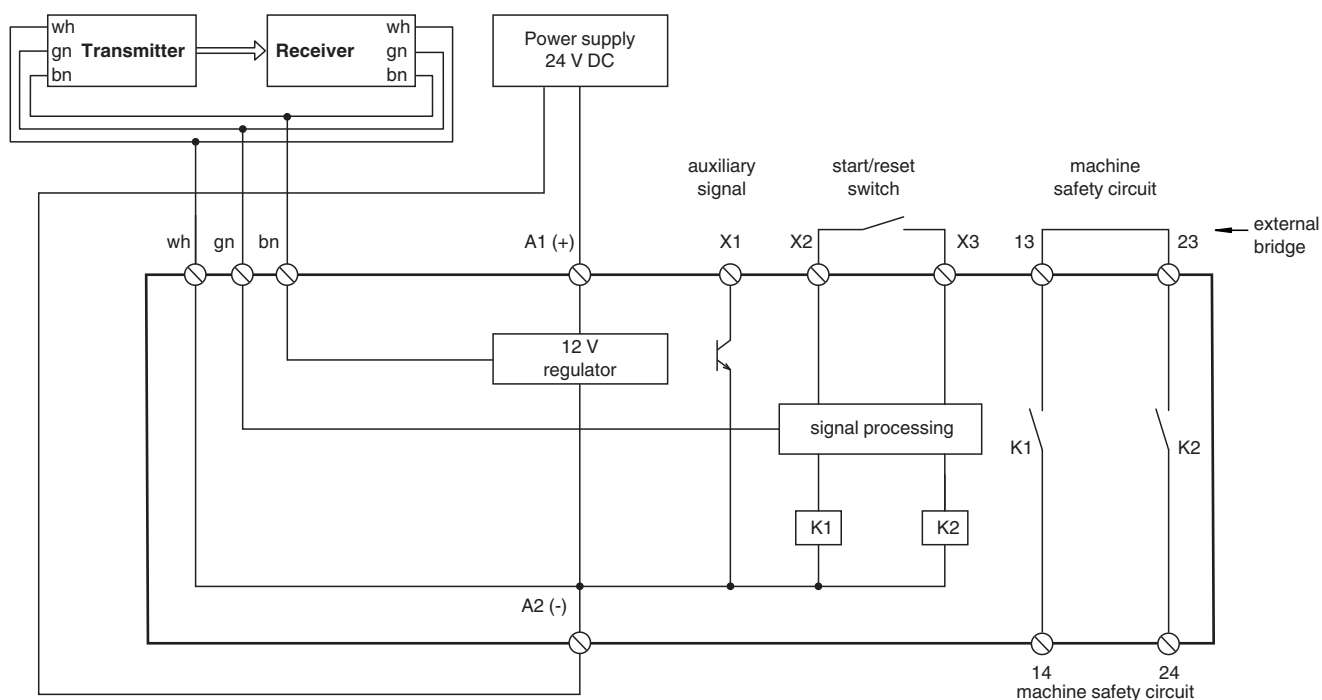 wh
gn
bn
Transmitter
Receiver
wh
gn
bn
Power supply
24 V DC
auxiliary
signal
start/reset
switch
machine
safety circuit
external
bridge
wh
gn
bn
A1 (+)
X1
X2
X3
13
23
12 V
regulator
signal processing
K1
K2
K1
K2
A2 (-)
14
24
machine safety circuit